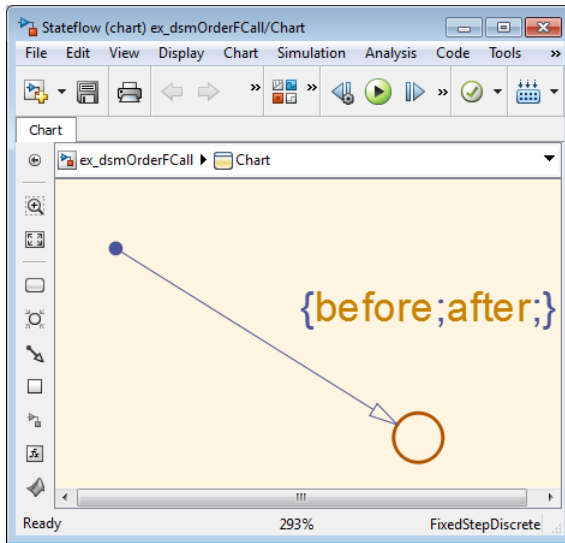 Stateflow (chart) ex_dsmOrderFCall/Chart
File Edit View Display Chart Simulation Analysis Code Tools »
» »  »
Chart
ex_dsmOrderFCall Chart
{before;after;}
fx
Ready 293% FixedStepDiscrete